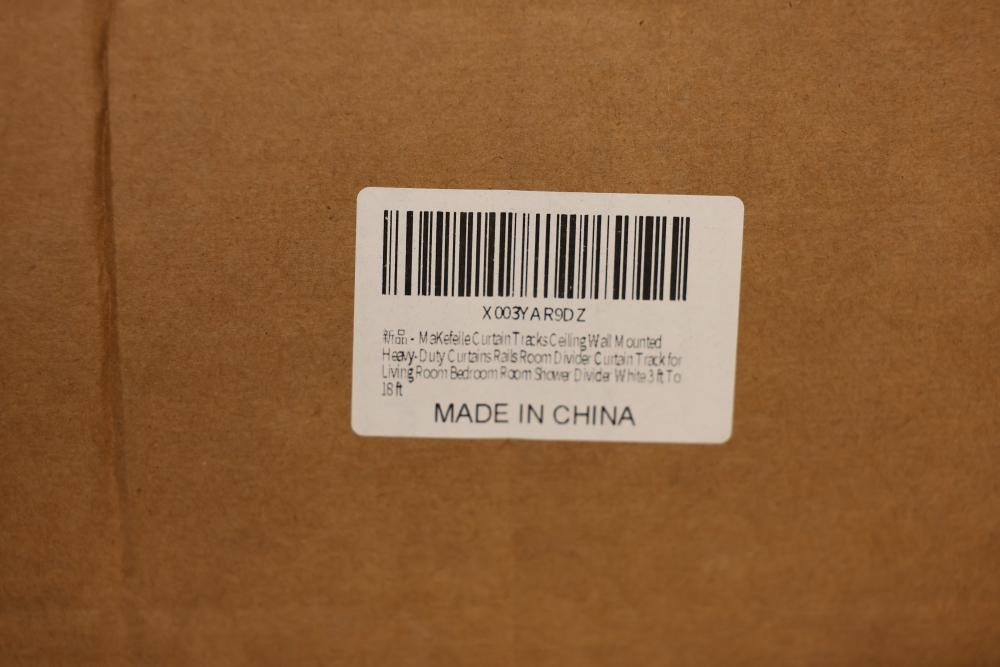 X003YAR9DZ
新品 - MaKefeile Curtain Tracks Ceiling Wall Mounted
Heavy-Duty Curtains Rails Room Divider Curtain Track for
Living Room Bedroom Room Shower Divider White 3 ft To
18 ft
MADE IN CHINA